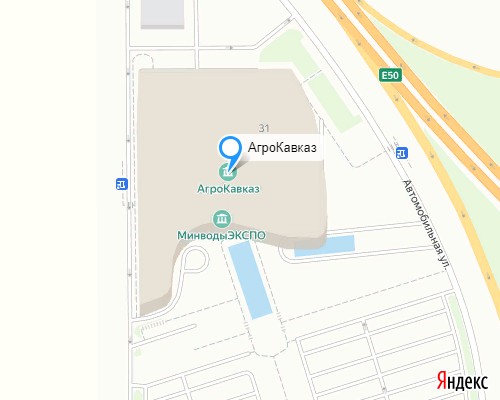 E50
31
АгроКавказ
АгроКавказ
МинводыЭКСПО
Автомобильная ул.
Яндекс